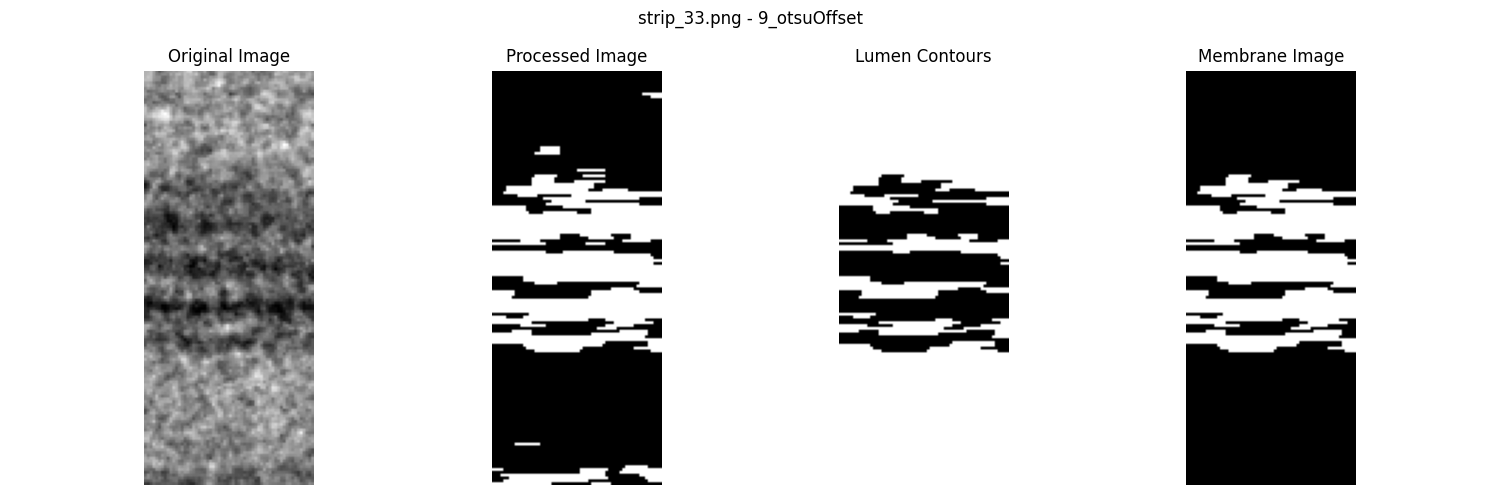 strip_33.png - 9_otsuOffset
Original Image
Processed Image
Lumen Contours
Membrane Image